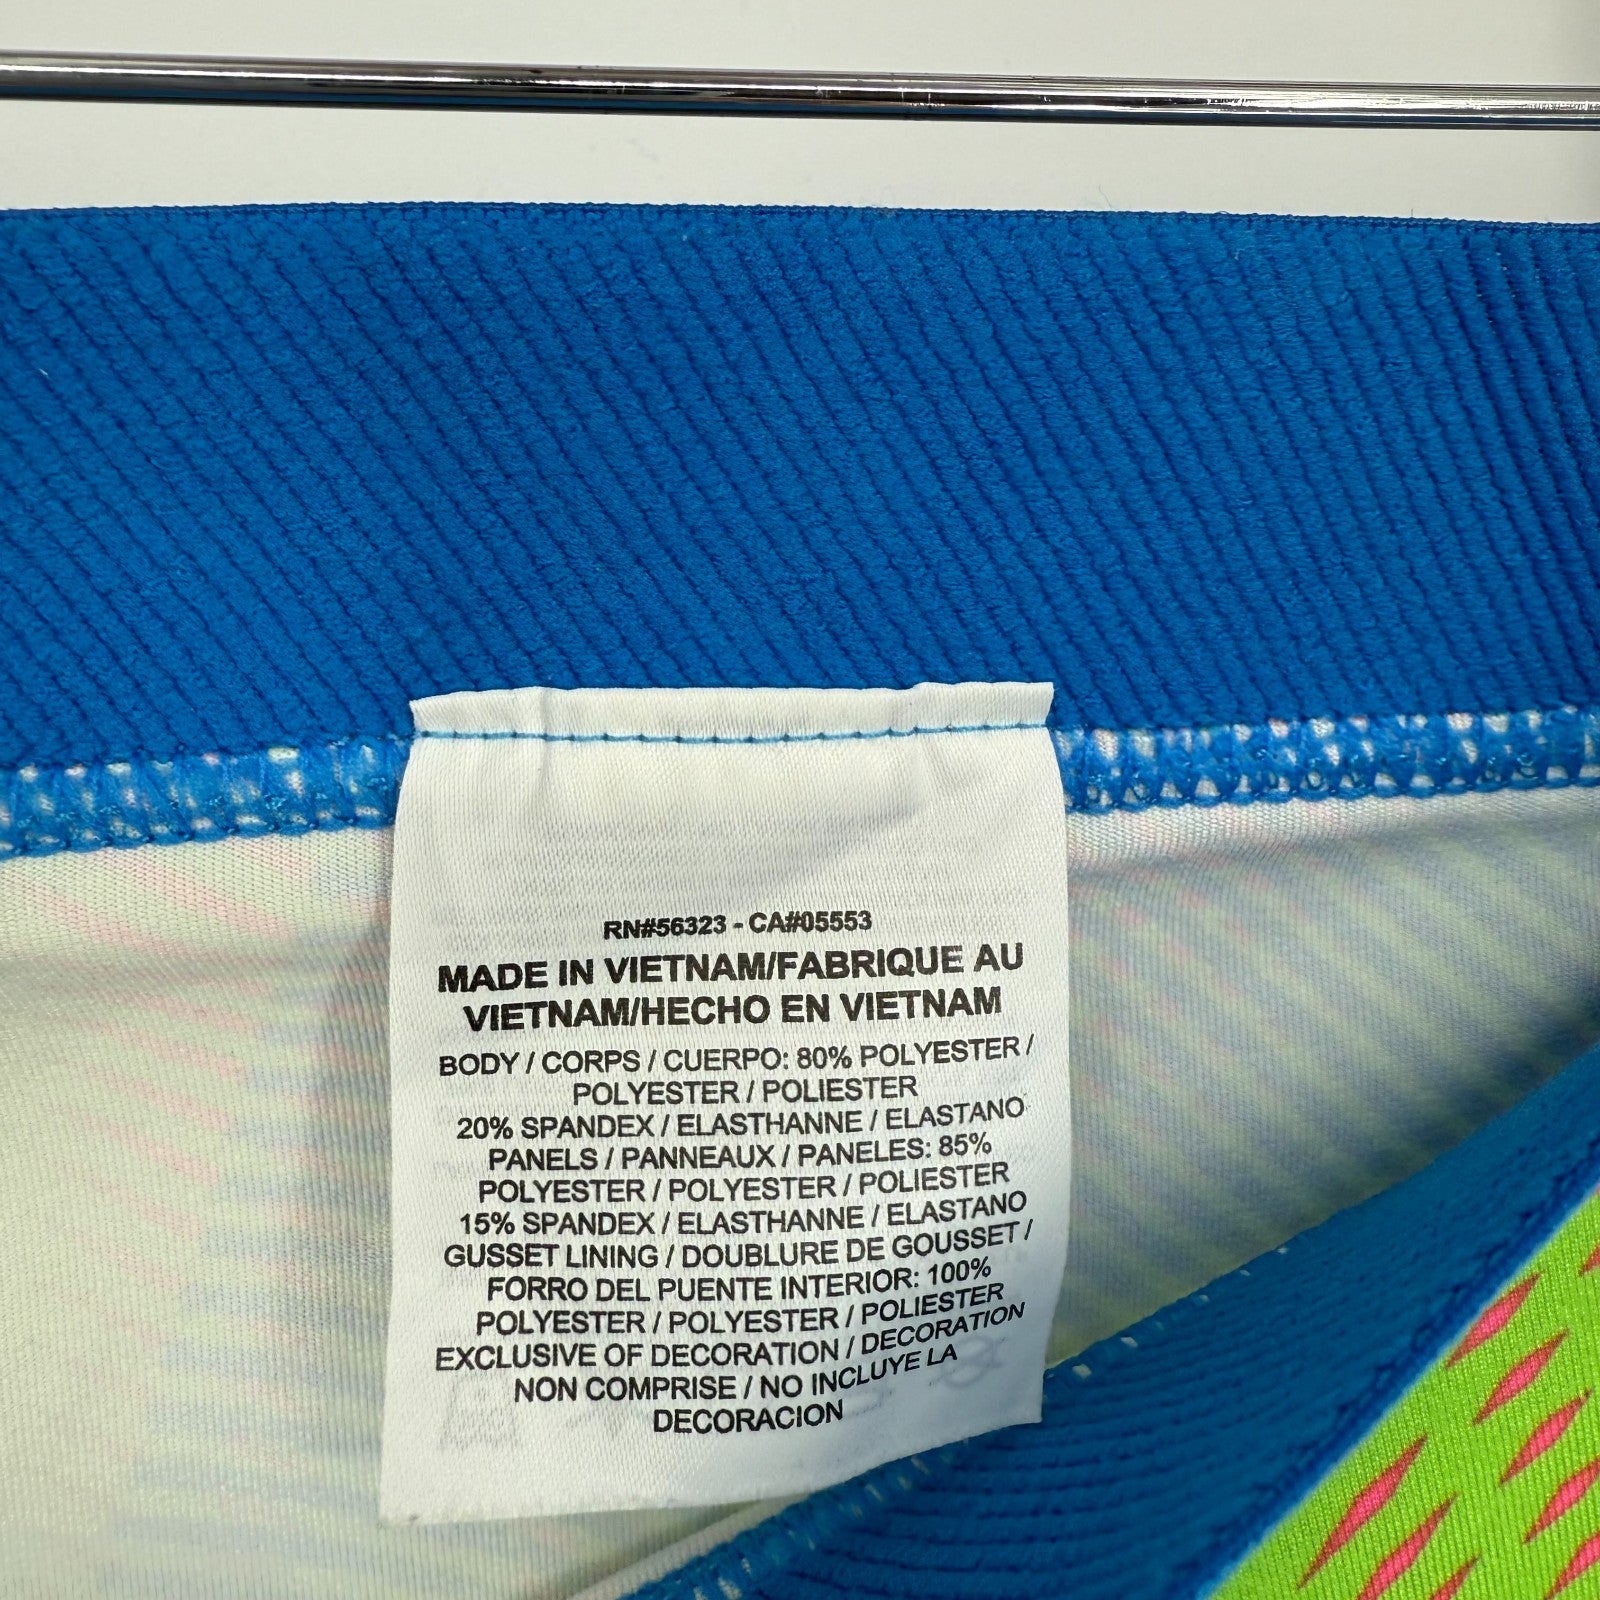 RN#56323 - CA#05553
MADE IN VIETNAM/FABRIQUE AU
VIETNAM/HECHO EN VIETNAM
BODY / CORPS / CUERPO: 80% POLYESTER /
POLYESTER / POLIESTER
20% SPANDEX / ELASTHANNE / ELASTANO
PANELS / PANNEAUX / PANELES: 85%
POLYESTER / POLYESTER / POLIESTER
15% SPANDEX / ELASTHANNE / ELASTANO
GUSSET LINING / DOUBLURE DE GOUSSET /
FORRO DEL PUENTE INTERIOR: 100%
POLYESTER / POLYESTER / POLIESTER
EXCLUSIVE OF DECORATION / DECORATION
NON COMPRISE / NO INCLUYE LA
DECORACION